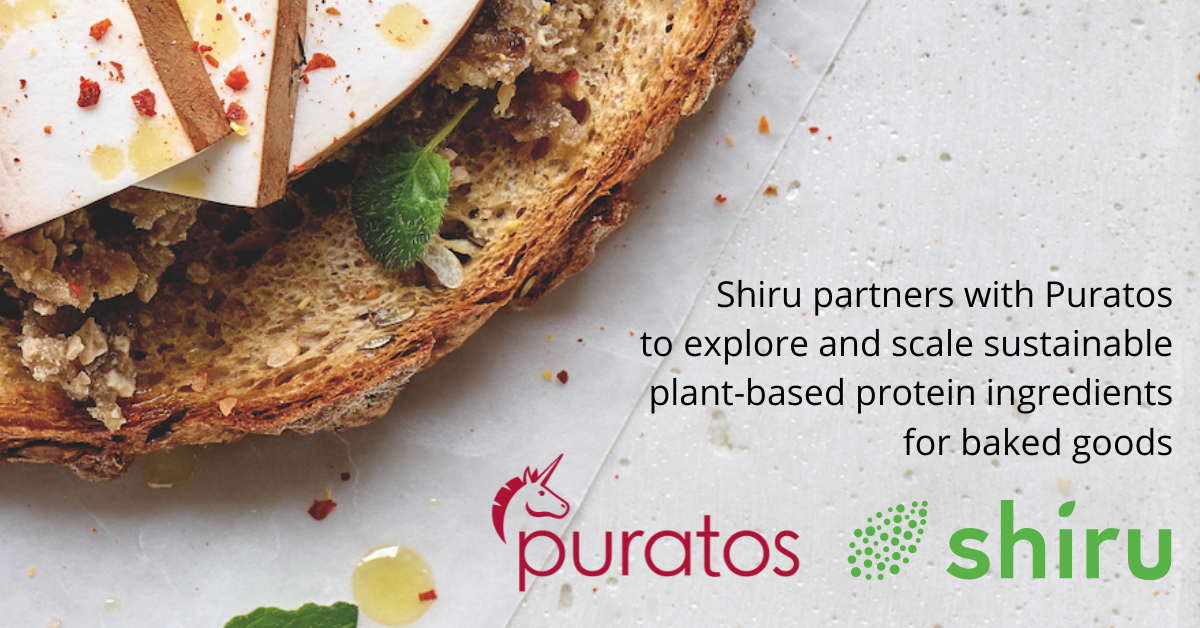 Shiru partners with Puratos
to explore and scale sustainable
plant-based protein ingredients
for baked goods
puratos
shiru